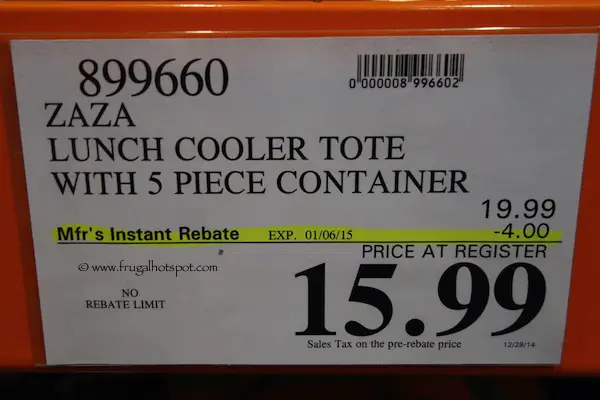 899660
0 000008 996602
ZAZA
LUNCH COOLER TOTE
WITH 5 PIECE CONTAINER
19.99
Mfr's Instant Rebate EXP. 01/06/15 -4.00
PRICE AT REGISTER
© www.frugalhotspot.com
NO
REBATE LIMIT
15.99
Sales Tax on the pre-rebate price 12/29/14